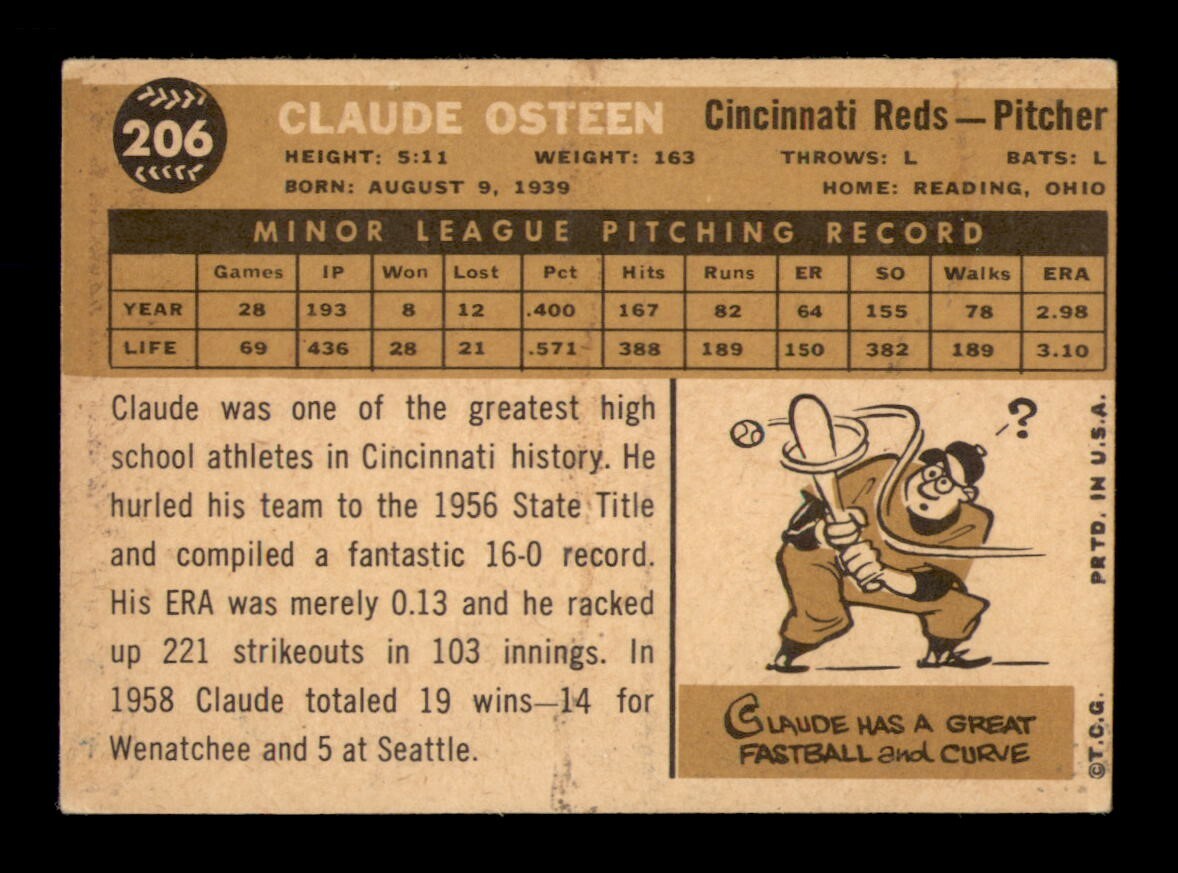 206
CLAUDE OSTEEN Cincinnati Reds—Pitcher
HEIGHT: 5:11 WEIGHT: 163 THROWS: L BATS: L
BORN: AUGUST 9, 1939 HOME: READING, OHIO
MINOR LEAGUE PITCHING RECORD
Games IP Won Lost Pct Hits Runs ER SO Walks ERA
YEAR 28 193 8 12 .400 167 82 64 155 78 2.98
LIFE 69 436 28 21 .571 388 189 150 382 189 3.10
Claude was one of the greatest high
school athletes in Cincinnati history. He
hurled his team to the 1956 State Title
and compiled a fantastic 16-0 record.
His ERA was merely 0.13 and he racked
up 221 strikeouts in 103 innings. In
1958 Claude totaled 19 wins—14 for
Wenatchee and 5 at Seattle.
?
CLAUDE HAS A GREAT
FASTBALL and CURVE
©T.C.G. PRTD. IN U.S.A.